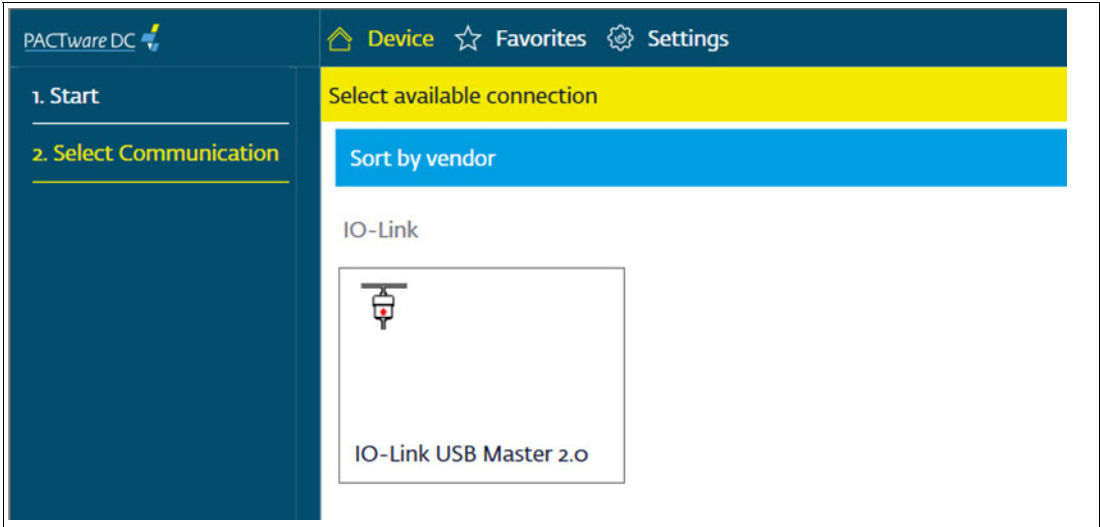 PACTware DC
Device Favorites Settings
1. Start
Select available connection
2. Select Communication
Sort by vendor
IO-Link
IO-Link USB Master 2.0